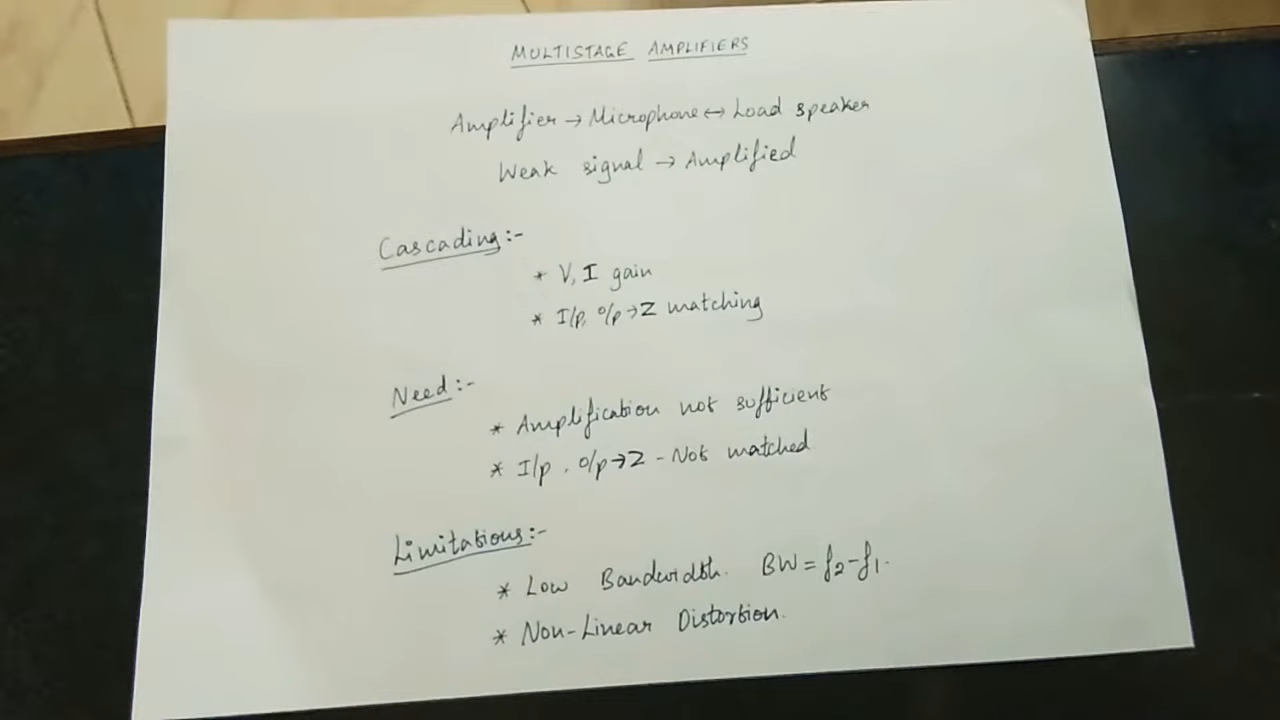 MULTISTAGE AMPLIFIERS
Amplifier → Microphone ↔ Load speaker
Weak signal → Amplified
Cascading:-
* V, I gain
* I/p, o/p → Z matching
Need:-
* Amplification not sufficient
* I/p, o/p → Z - Not matched
Limitations:-
* Low Bandwidth. BW = f2 - f1.
* Non-Linear Distortion.